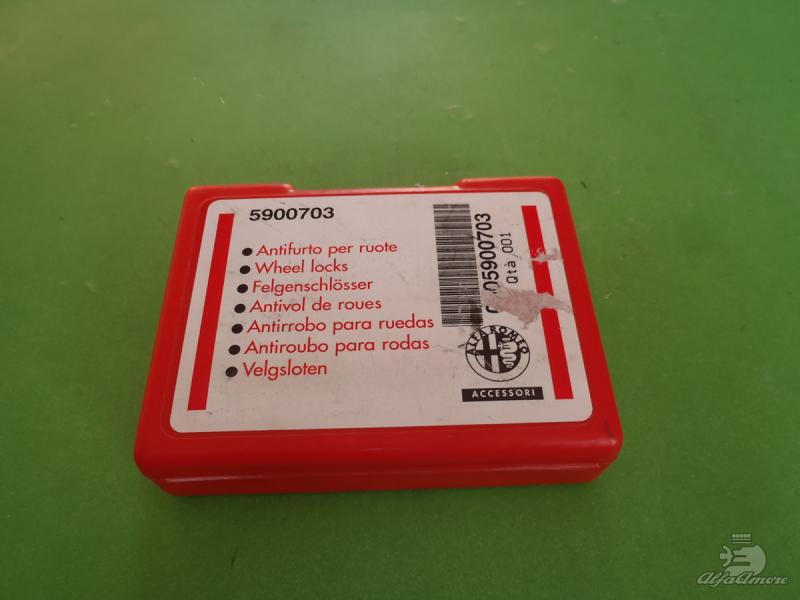 5900703
• Antifurto per ruote
• Wheel locks
• Felgenschlösser
• Antivol de roues
• Antirrobo para ruedas
• Antiroubo para rodas
• Velgsloten
05900703
Qtà 001
ALFA ROMEO
ACCESSORI
AlfaAmore